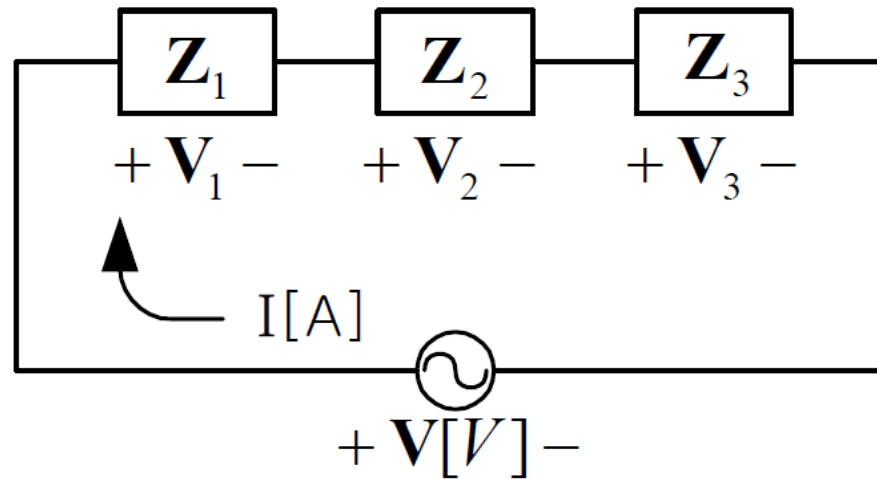 Z₁ Z₂ Z₃
+ V₁ − + V₂ − + V₃ −
I[A]
+ V[V] −